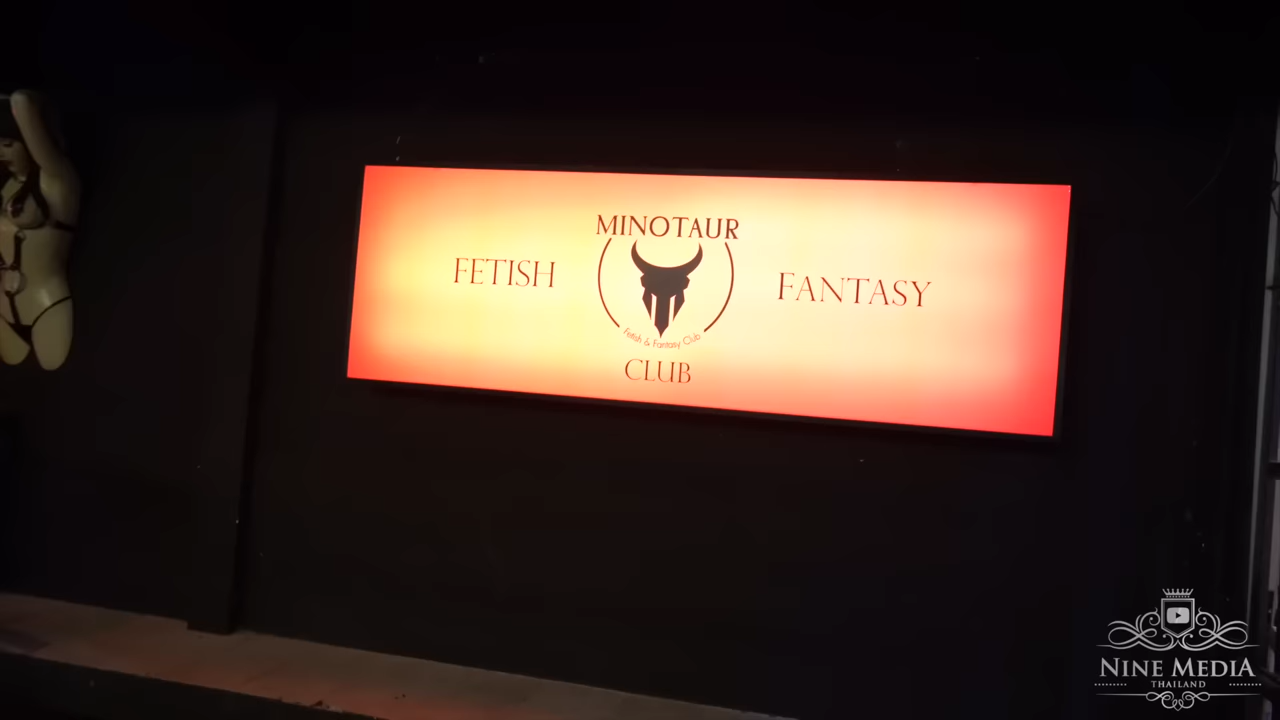 MINOTAUR
FETISH
FANTASY
Fetish & Fantasy Club
CLUB
NINE MEDIA
THAILAND